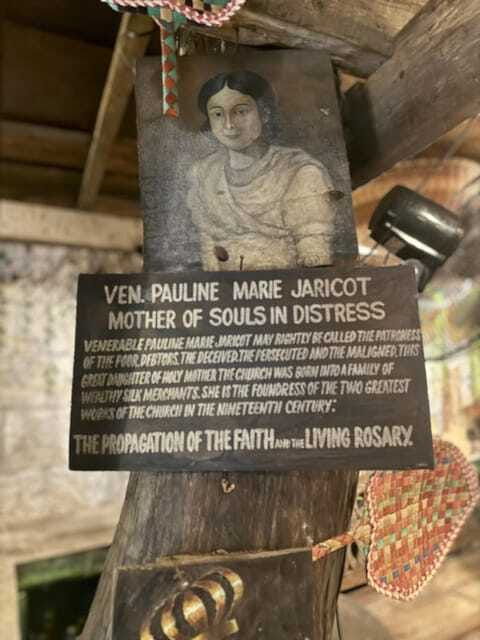 VEN. PAULINE MARIE JARICOT
MOTHER OF SOULS IN DISTRESS
VENERABLE PAULINE MARIE JARICOT MAY RIGHTLY BE CALLED THE PATRONESS
OF THE POOR, DEBTORS, THE DECEIVED, THE PERSECUTED AND THE MALIGNED. THIS
GREAT DAUGHTER OF HOLY MOTHER THE CHURCH WAS BORN INTO A FAMILY OF
WEALTHY SILK MERCHANTS. SHE IS THE FOUNDRESS OF THE TWO GREATEST
WORKS OF THE CHURCH IN THE NINETEENTH CENTURY:
THE PROPAGATION OF THE FAITH AND THE LIVING ROSARY.